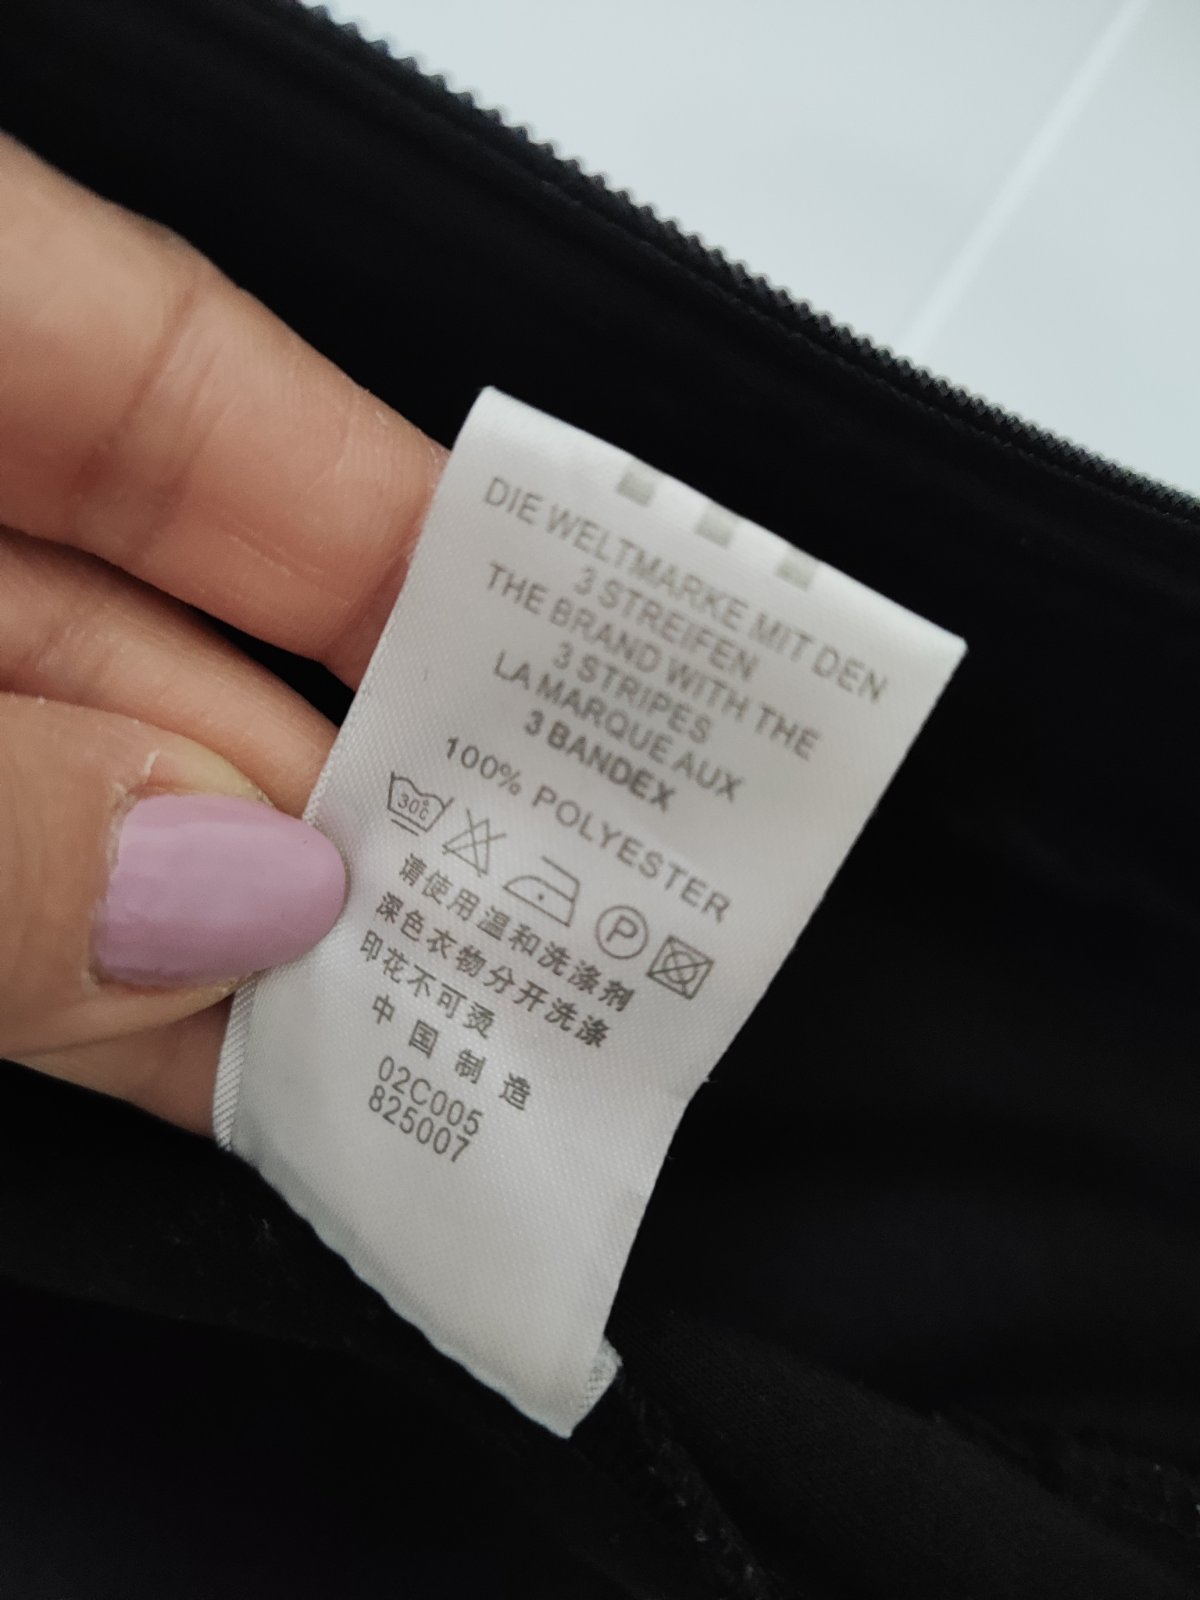 DIE WELTMARKE MIT DEN
3 STREIFEN
THE BRAND WITH THE
3 STRIPES
LA MARQUE AUX
3 BANDEX
100% POLYESTER
30C P
请使用温和洗涤剂
深色衣物分开洗涤
印花不可烫
中国制造
02C005
825007